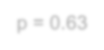 p = 0.63